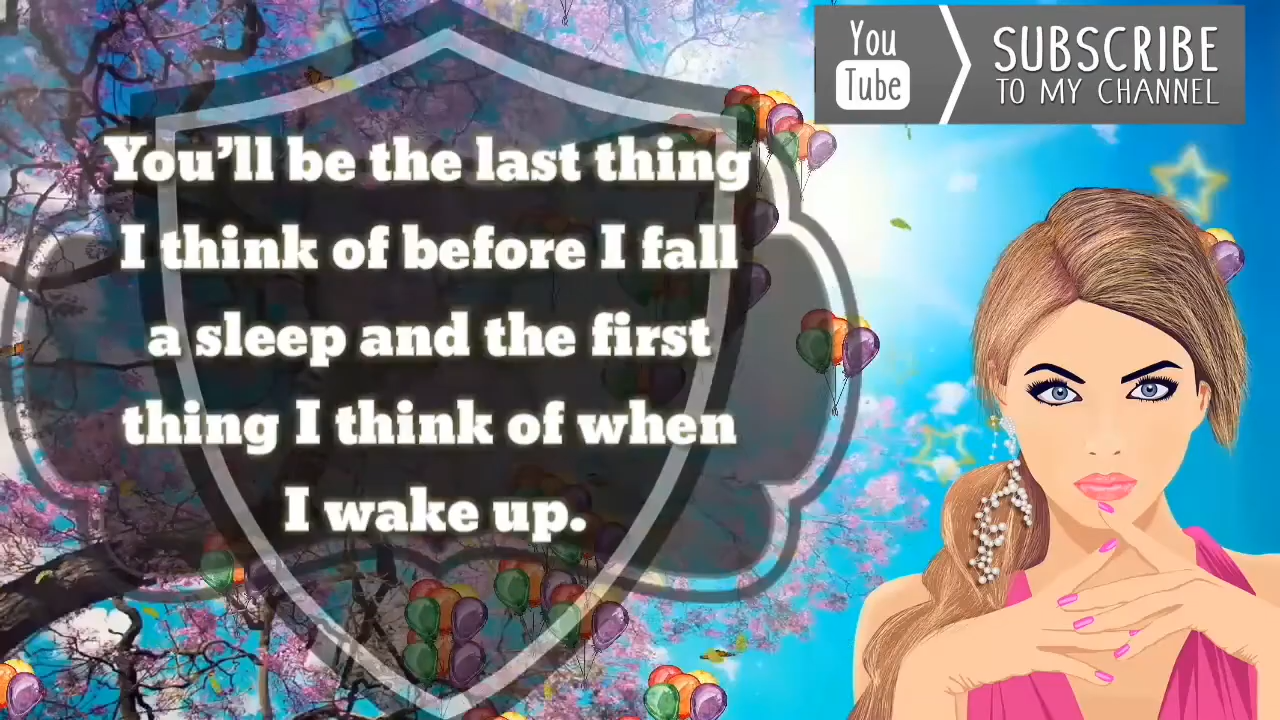 You'll be the last thing
I think of before I fall
a sleep and the first
thing I think of when
I wake up.
You
Tube
SUBSCRIBE
TO MY CHANNEL